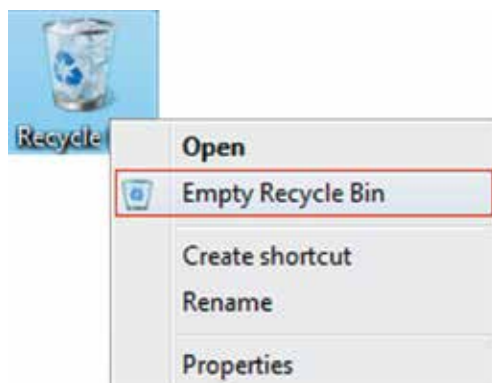 Recycle
Open
Empty Recycle Bin
Create shortcut
Rename
Properties